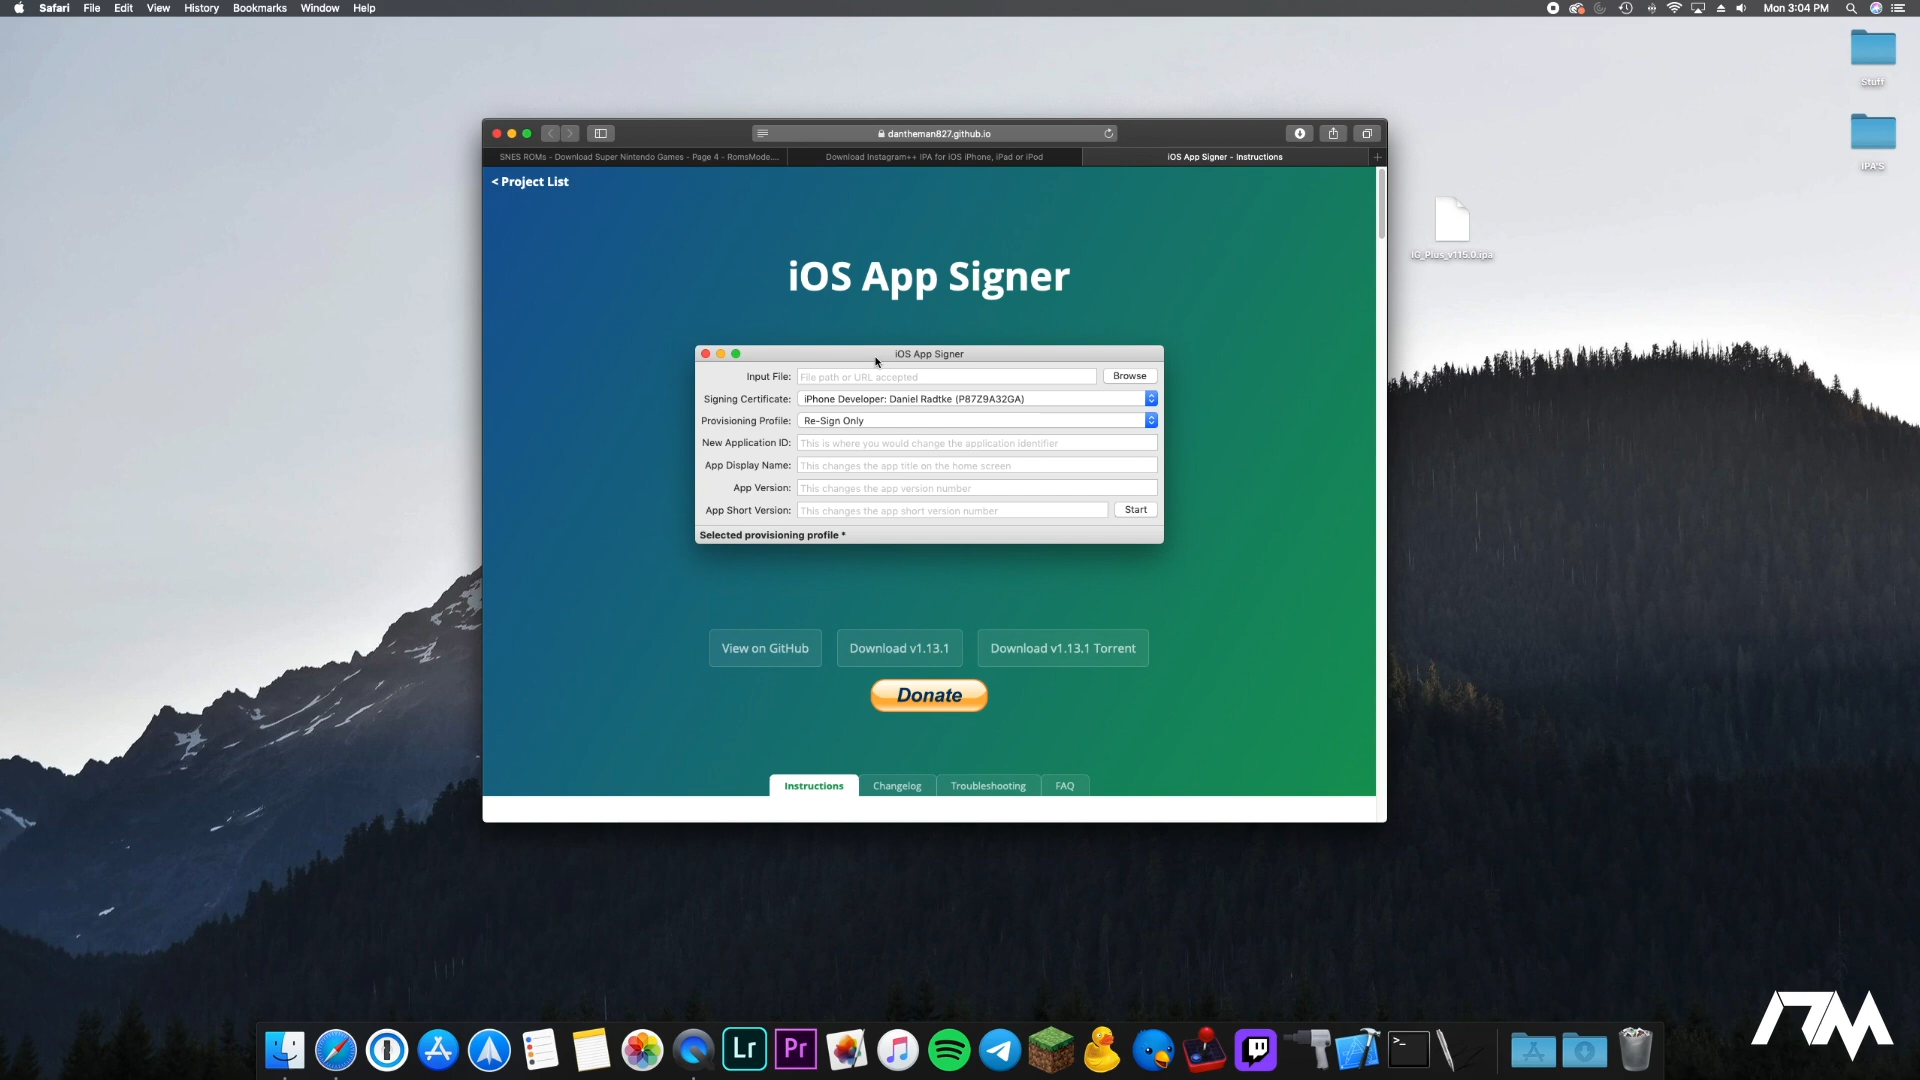 Safari File Edit View History Bookmarks Window Help
Mon 3:04 PM
Stuff
IPA'S
IG_Plus_v115.0.ipa
dantheman827.github.io
SNES ROMs - Download Super Nintendo Games - Page 4 - RomsMode....
Download Instagram++ IPA for iOS iPhone, iPad or iPod
iOS App Signer - Instructions
< Project List
iOS App Signer
iOS App Signer
Input File: File path or URL accepted Browse
Signing Certificate: iPhone Developer: Daniel Radtke (P87Z9A32GA)
Provisioning Profile: Re-Sign Only
New Application ID: This is where you would change the application identifier
App Display Name: This changes the app title on the home screen
App Version: This changes the app version number
App Short Version: This changes the app short version number Start
Selected provisioning profile *
View on GitHub Download v1.13.1 Download v1.13.1 Torrent
Donate
Instructions Changelog Troubleshooting FAQ
Lr Pr >_